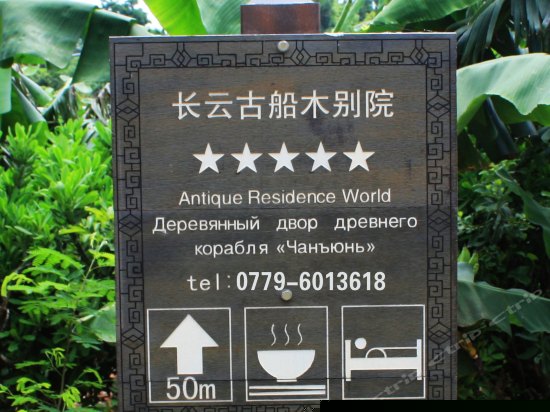 长云古船木别院
Antique Residence World
Деревянный двор древнего
корабля «Чанъюнь»
tel:0779-6013618
50m